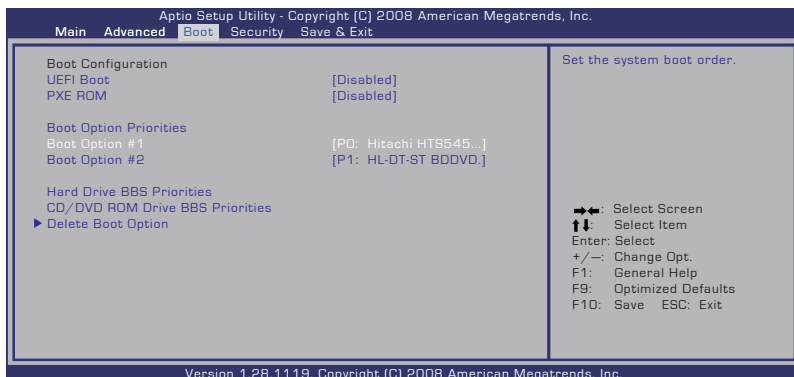 Aptio Setup Utility - Copyright (C) 2008 American Megatrends, Inc.
Main Advanced Boot Security Save & Exit
Boot Configuration
UEFI Boot [Disabled]
PXE ROM [Disabled]
Boot Option Priorities
Boot Option #1 [P0: Hitachi HTS545...]
Boot Option #2 [P1: HL-DT-ST BDDVD.]
Hard Drive BBS Priorities
CD/DVD ROM Drive BBS Priorities
Delete Boot Option
Set the system boot order.
→←: Select Screen
↑↓: Select Item
Enter: Select
+/—: Change Opt.
F1: General Help
F9: Optimized Defaults
F10: Save ESC: Exit
Version 1.28.1119. Copyright (C) 2008 American Megatrends, Inc.